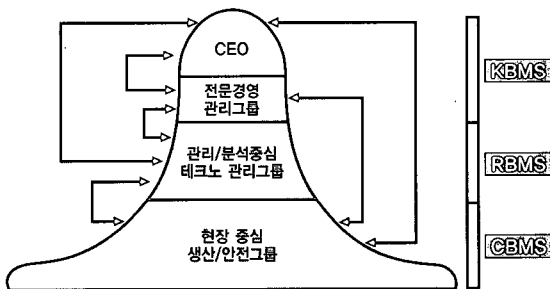 CEO
전문경영
관리그룹
관리/분석중심
테크노 관리그룹
현장 중심
생산/안전그룹
KBMS
RBMS
CBMS